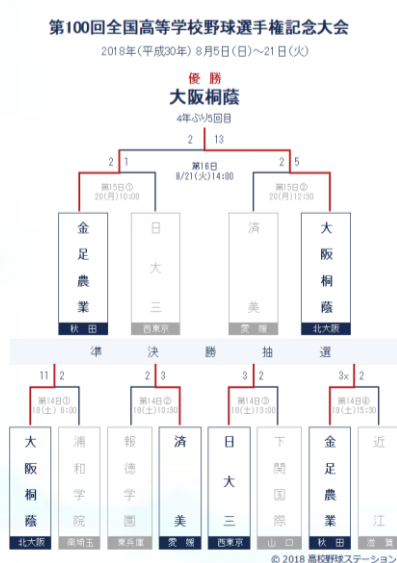 第100回全国高等学校野球選手権記念大会
2018年(平成30年) 8月5日(日)～21日(火)
優勝
大阪桐蔭
4年ぶり5回目
2 13
2 1 第16日 2 5
8/21(火)14:00
第15日① 第15日②
20(月)10:00 20(月)12:30
金足農業 日大三 済美 大阪桐蔭
秋田 西東京 愛媛 北大阪
準決勝抽選
11 2 2 3 3 2 3x 2
第14日① 第14日② 第14日③ 第14日④
18(土) 8:00 18(土)10:30 18(土)13:00 18(土)15:30
大阪桐蔭 浦和学院 報徳学園 済美 日大三 下関国際 金足農業 近江
北大阪 南埼玉 東兵庫 愛媛 西東京 山口 秋田 滋賀
© 2018 高校野球ステーション